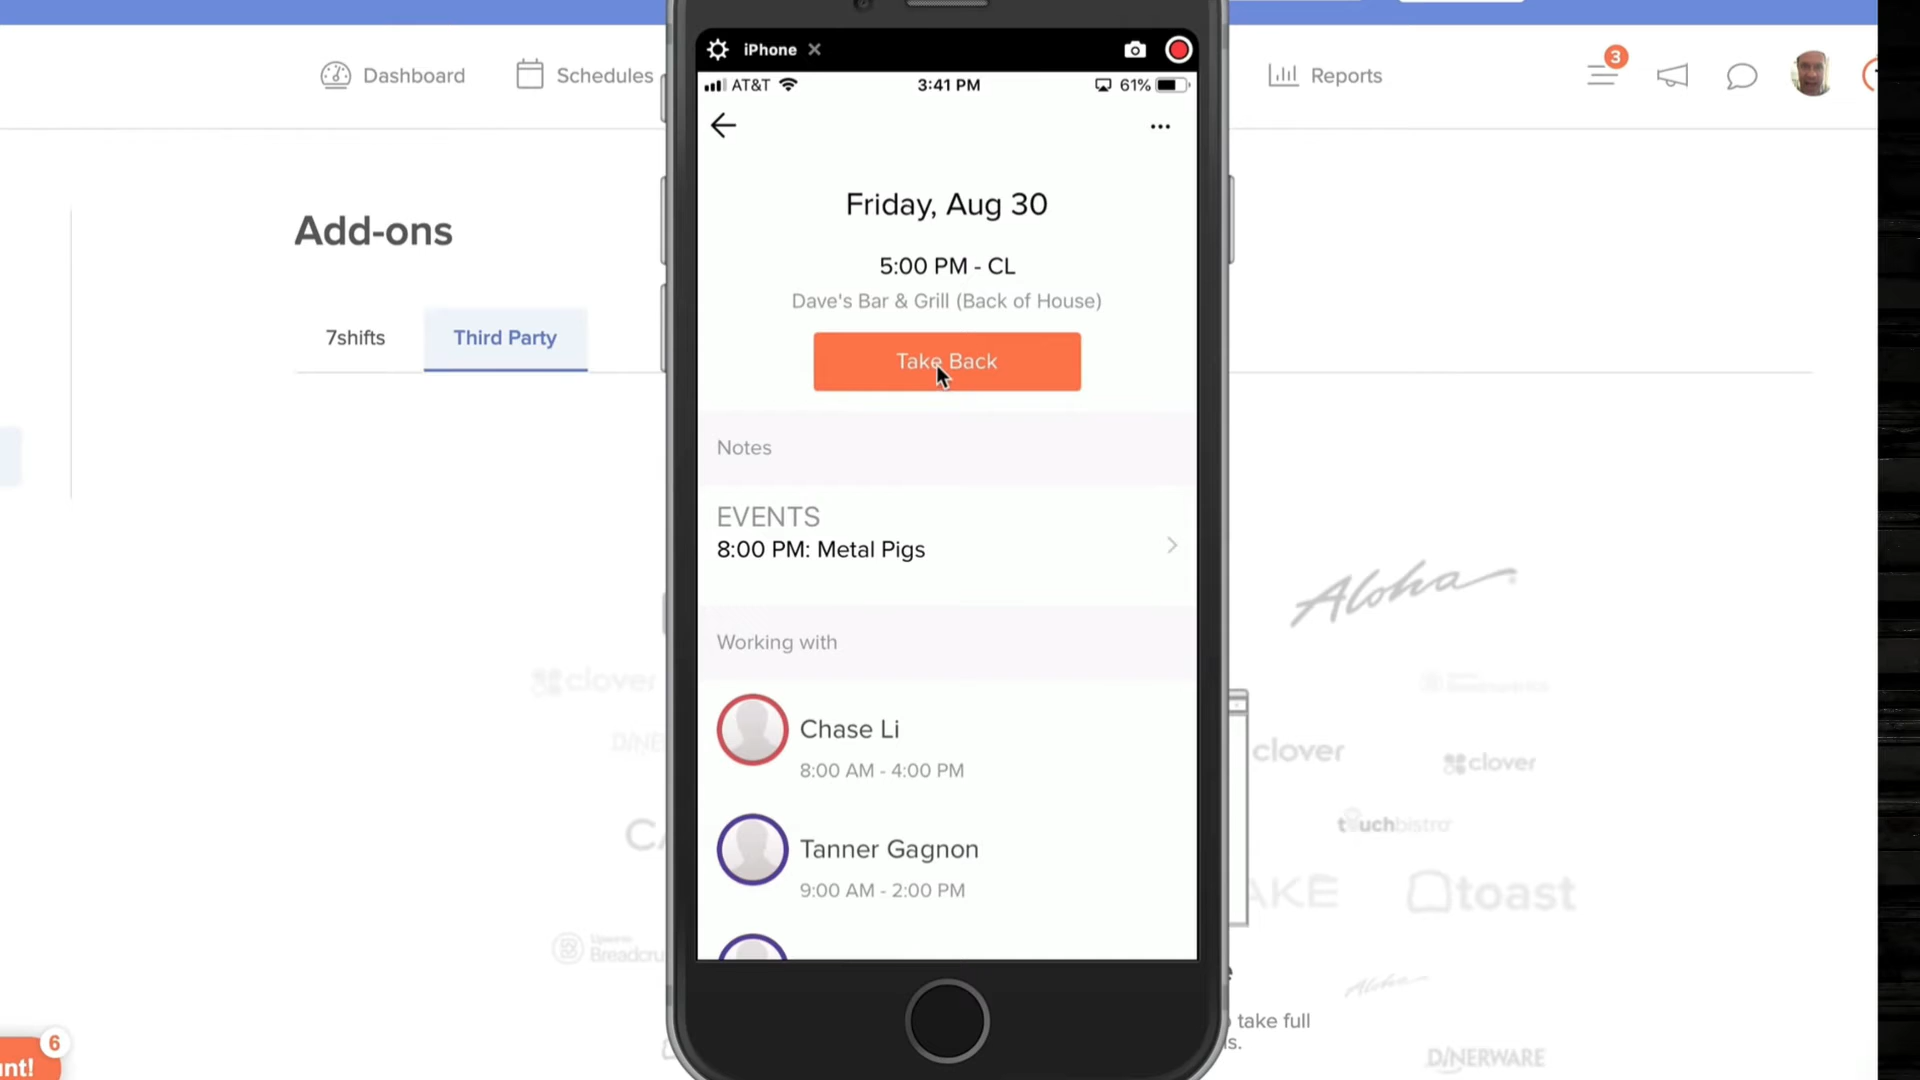 iPhone
AT&T
3:41 PM
61%
Dashboard
Schedules
Reports
3
Friday, Aug 30
5:00 PM - CL
Dave's Bar & Grill (Back of House)
Take Back
Add-ons
7shifts
Third Party
Notes
EVENTS
8:00 PM: Metal Pigs
Working with
Chase Li
8:00 AM - 4:00 PM
Tanner Gagnon
9:00 AM - 2:00 PM
Aloha
clover
clover
clover
touchbistro
AKE
toast
Breadcru
Aloha
take full
s.
DINERWARE
6
nt!